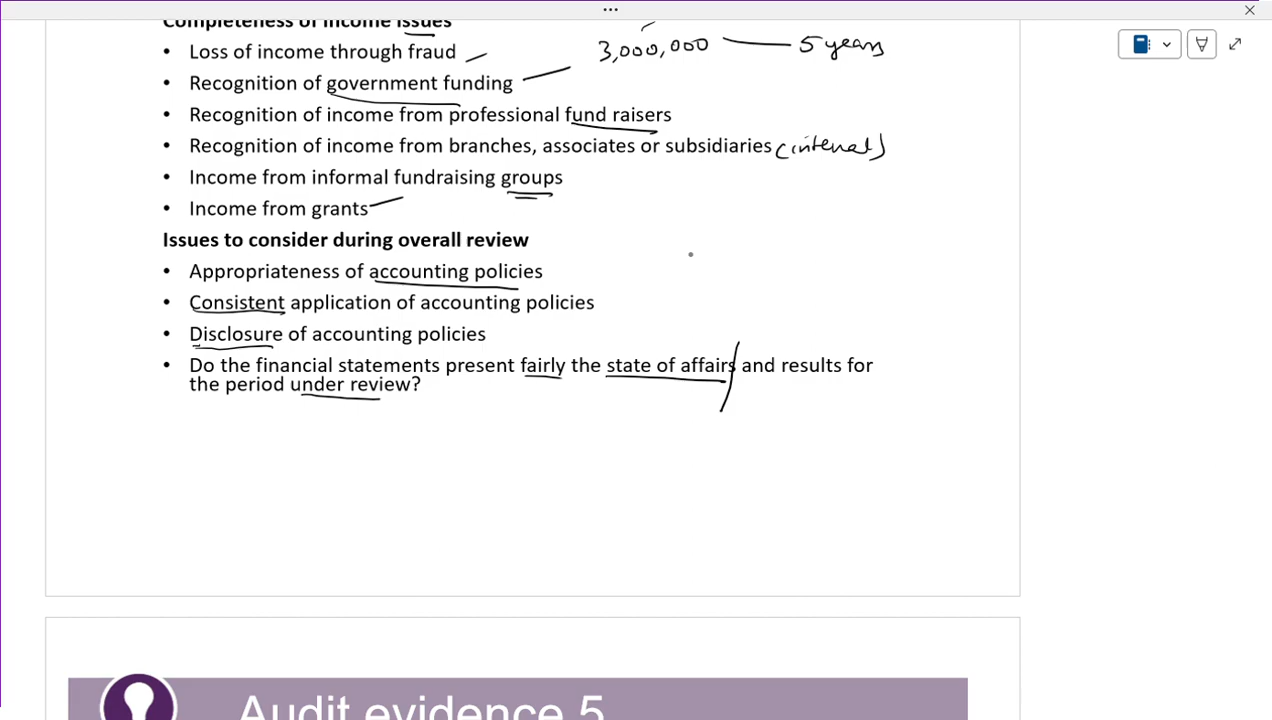 Completeness of income issues
• Loss of income through fraud
3,000,000 — 5 years
• Recognition of government funding
• Recognition of income from professional fund raisers
• Recognition of income from branches, associates or subsidiaries (internal)
• Income from informal fundraising groups
• Income from grants
Issues to consider during overall review
• Appropriateness of accounting policies
• Consistent application of accounting policies
• Disclosure of accounting policies
• Do the financial statements present fairly the state of affairs and results for
the period under review?
Audit evidence 5